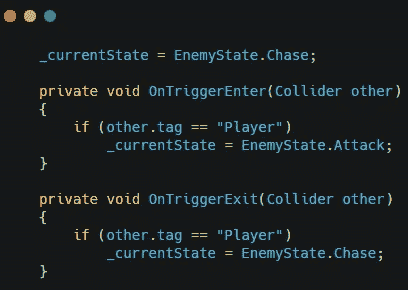 _currentState = EnemyState.Chase;
private void OnTriggerEnter(Collider other)
{
if (other.tag == "Player")
_currentState = EnemyState.Attack;
}
private void OnTriggerExit(Collider other)
{
if (other.tag == "Player")
_currentState = EnemyState.Chase;
}